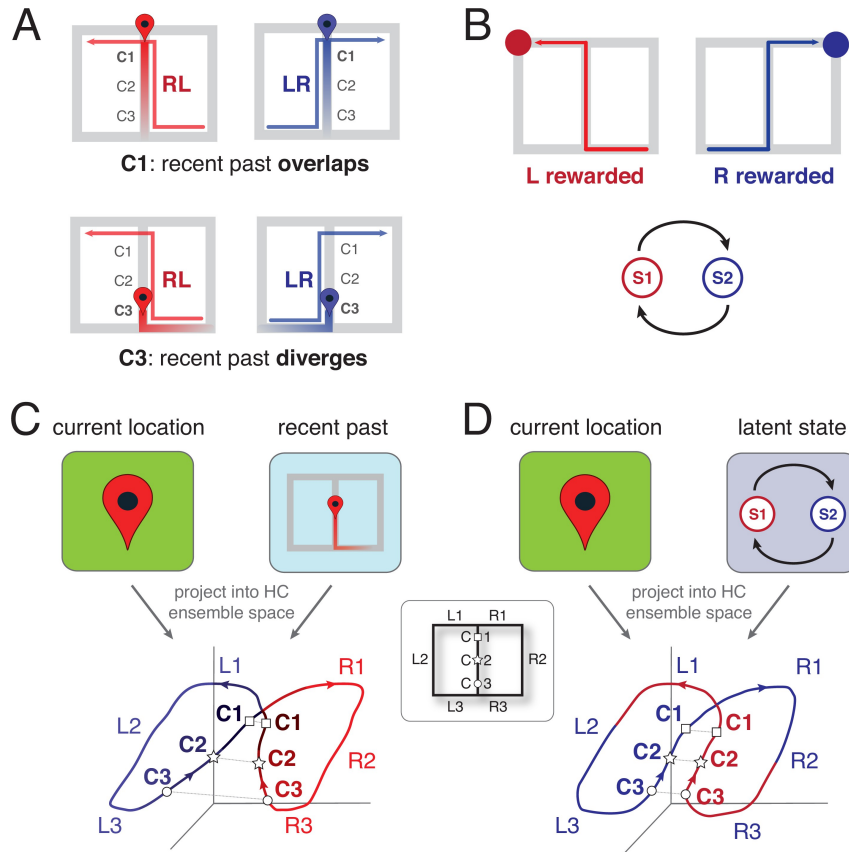 A
C1
C2
C3
RL
LR
C1
C2
C3
C1: recent past overlaps
C1
C2
C3
RL
LR
C1
C2
C3
C3: recent past diverges
B
L rewarded
R rewarded
S1
S2
C
current location
recent past
project into HC
ensemble space
L1
R1
L2
C1
C1
C2
C2
R2
C3
C3
L3
R3
L1
R1
C 1
L2
C 2
R2
C 3
L3
R3
D
current location
latent state
S1
S2
project into HC
ensemble space
L1
R1
L2
C1
C1
C2
C2
R2
C3
C3
L3
R3